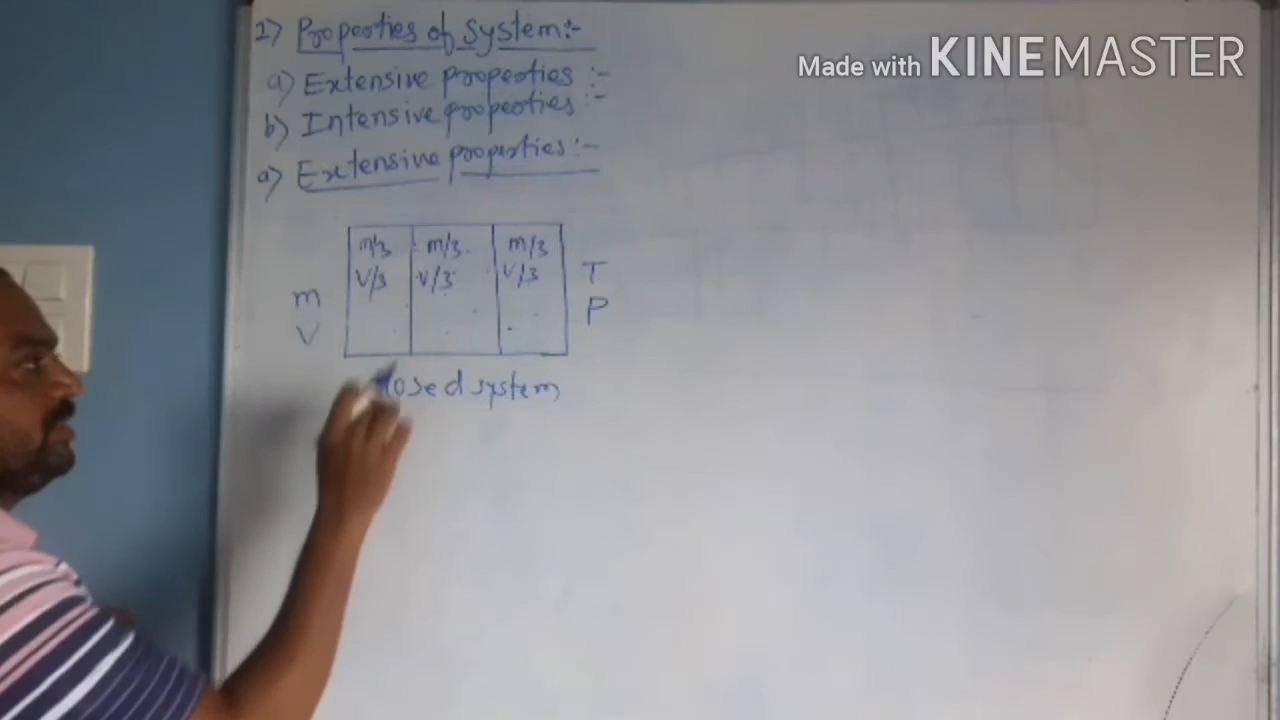 1) Properties of system:-
Made with KINEMASTER
a) Extensive properties :-
b) Intensive properties :-
a) Extensive properties :-
m/3 m/3 m/3
V/3 V/3 V/3
T
m
P
V
closed system